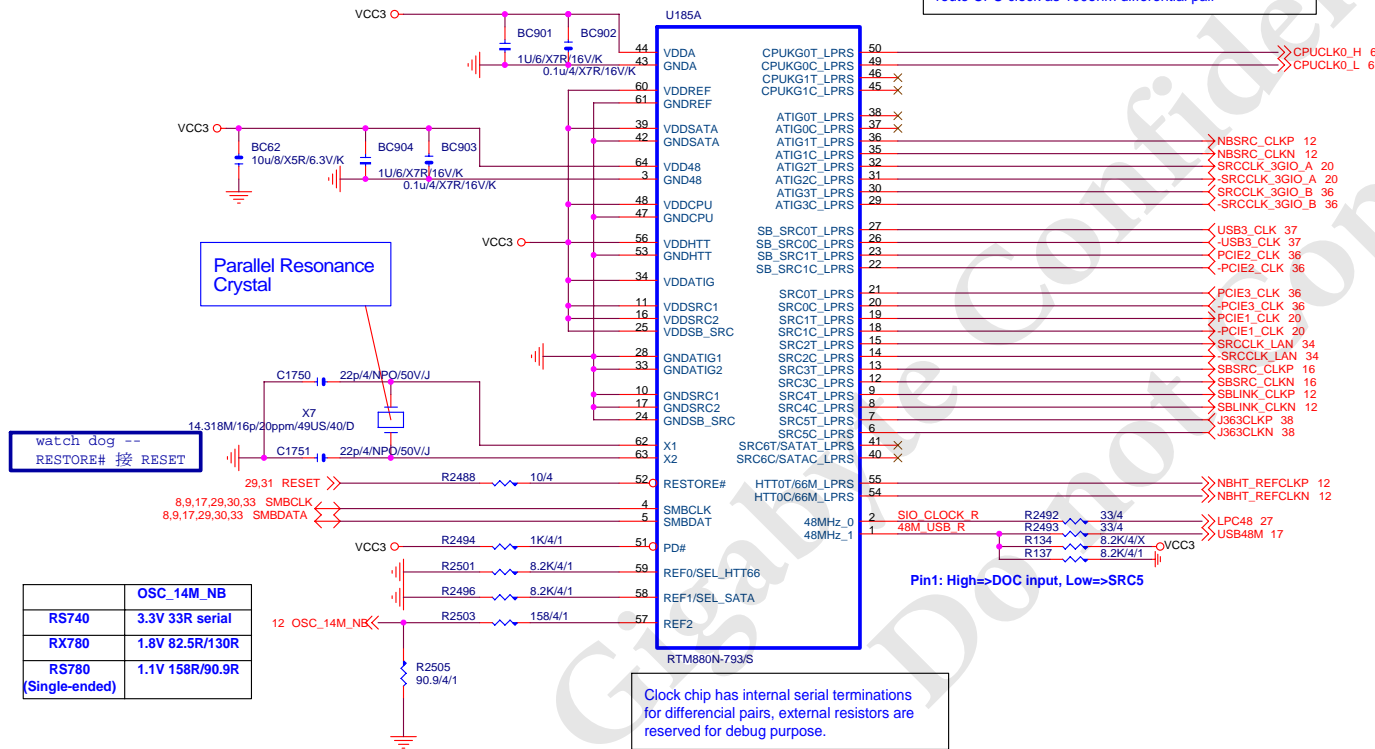 route CPU clock as 100ohm differential pair
U185A
VCC3
BC901
BC902
1U/6/X7R/16V/K
0.1u/4/X7R/16V/K
VCC3
BC62
10u/8/X5R/6.3V/K
BC904
BC903
1U/6/X7R/16V/K
0.1u/4/X7R/16V/K
VCC3
Parallel Resonance
Crystal
C1750 22p/4/NPO/50V/J
X7
14.318M/16p/20ppm/49US/40/D
C1751 22p/4/NPO/50V/J
watch dog --
RESTORE# 接 RESET
29,31 RESET R2488 10/4
8,9,17,29,30,33 SMBCLK
8,9,17,29,30,33 SMBDATA
VCC3 R2494 1K/4/1
R2501 8.2K/4/1
R2496 8.2K/4/1
12 OSC_14M_NB R2503 158/4/1
R2505
90.9/4/1
44 VDDA
43 GNDA
60 VDDREF
61 GNDREF
39 VDDSATA
42 GNDSATA
64 VDD48
3 GND48
48 VDDCPU
47 GNDCPU
56 VDDHTT
53 GNDHTT
34 VDDATIG
11 VDDSRC1
16 VDDSRC2
25 VDDSB_SRC
28 GNDATIG1
33 GNDATIG2
10 GNDSRC1
17 GNDSRC2
24 GNDSB_SRC
62 X1
63 X2
52 RESTORE#
4 SMBCLK
5 SMBDAT
51 PD#
59 REF0/SEL_HTT66
58 REF1/SEL_SATA
57 REF2
CPUKG0T_LPRS 50 CPUCLK0_H 6
CPUKG0C_LPRS 49 CPUCLK0_L 6
CPUKG1T_LPRS 46
CPUKG1C_LPRS 45
ATIG0T_LPRS 38
ATIG0C_LPRS 37
ATIG1T_LPRS 36 NBSRC_CLKP 12
ATIG1C_LPRS 35 NBSRC_CLKN 12
ATIG2T_LPRS 32 SRCCLK_3GIO_A 20
ATIG2C_LPRS 31 -SRCCLK_3GIO_A 20
ATIG3T_LPRS 30 SRCCLK_3GIO_B 36
ATIG3C_LPRS 29 -SRCCLK_3GIO_B 36
SB_SRC0T_LPRS 27 USB3_CLK 37
SB_SRC0C_LPRS 26 -USB3_CLK 37
SB_SRC1T_LPRS 23 PCIE2_CLK 36
SB_SRC1C_LPRS 22 -PCIE2_CLK 36
SRC0T_LPRS 21 PCIE3_CLK 36
SRC0C_LPRS 20 -PCIE3_CLK 36
SRC1T_LPRS 19 PCIE1_CLK 20
SRC1C_LPRS 18 -PCIE1_CLK 20
SRC2T_LPRS 15 SRCCLK_LAN 34
SRC2C_LPRS 14 -SRCCLK_LAN 34
SRC3T_LPRS 13 SBSRC_CLKP 16
SRC3C_LPRS 12 SBSRC_CLKN 16
SRC4T_LPRS 9 SBLINK_CLKP 12
SRC4C_LPRS 8 SBLINK_CLKN 12
SRC5T_LPRS 7 J363CLKP 38
SRC5C_LPRS 6 J363CLKN 38
SRC6T/SATAT_LPRS 41
SRC6C/SATAC_LPRS 40
HTT0T/66M_LPRS 55 NBHT_REFCLKP 12
HTT0C/66M_LPRS 54 NBHT_REFCLKN 12
48MHz_0 2 SIO_CLOCK_R R2492 33/4 LPC48 27
48MHz_1 1 48M_USB_R R2493 33/4 USB48M 17
R134 8.2K/4/X VCC3
R137 8.2K/4/1
Pin1: High=>DOC input, Low=>SRC5
RTM880N-793/S
OSC_14M_NB
RS740 3.3V 33R serial
RX780 1.8V 82.5R/130R
RS780 1.1V 158R/90.9R
(Single-ended)
Clock chip has internal serial terminations
for differencial pairs, external resistors are
reserved for debug purpose.
Gigabyte Confiden
Do not Cop